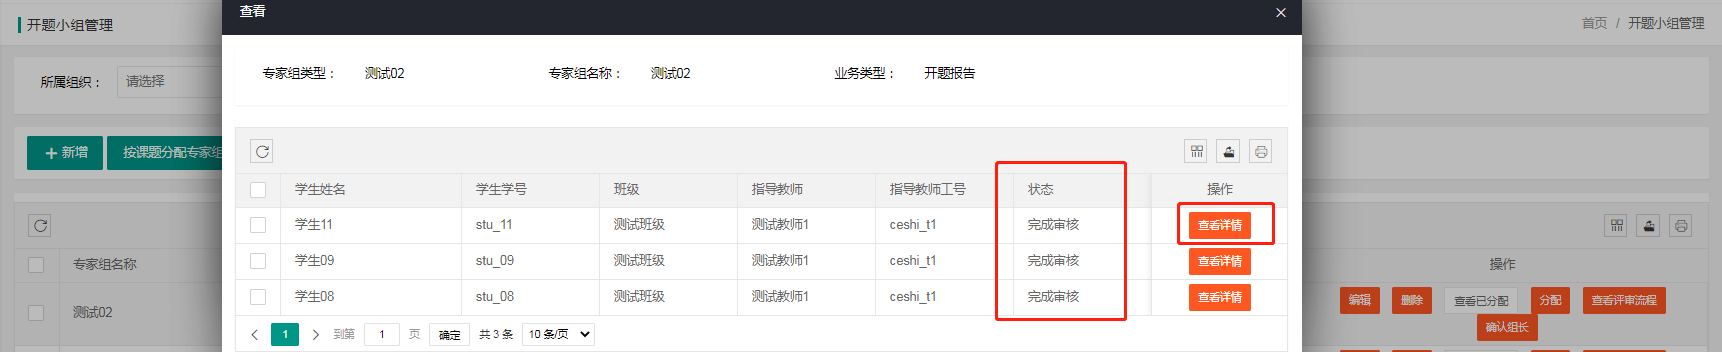 查看
开题小组管理
首页 / 开题小组管理
专家组类型： 测试02 专家组名称： 测试02 业务类型： 开题报告
所属组织： 请选择
新增 按课题分配专家组
学生姓名 学生学号 班级 指导教师 指导教师工号 状态 操作
学生11 stu_11 测试班级 测试教师1 ceshi_t1 完成审核 查看详情
学生09 stu_09 测试班级 测试教师1 ceshi_t1 完成审核 查看详情
学生08 stu_08 测试班级 测试教师1 ceshi_t1 完成审核 查看详情
1 到第 1 页 确定 共 3 条 10 条/页
专家组名称 操作
测试02 编辑 删除 查看已分配 分配 查看评审流程
确认组长